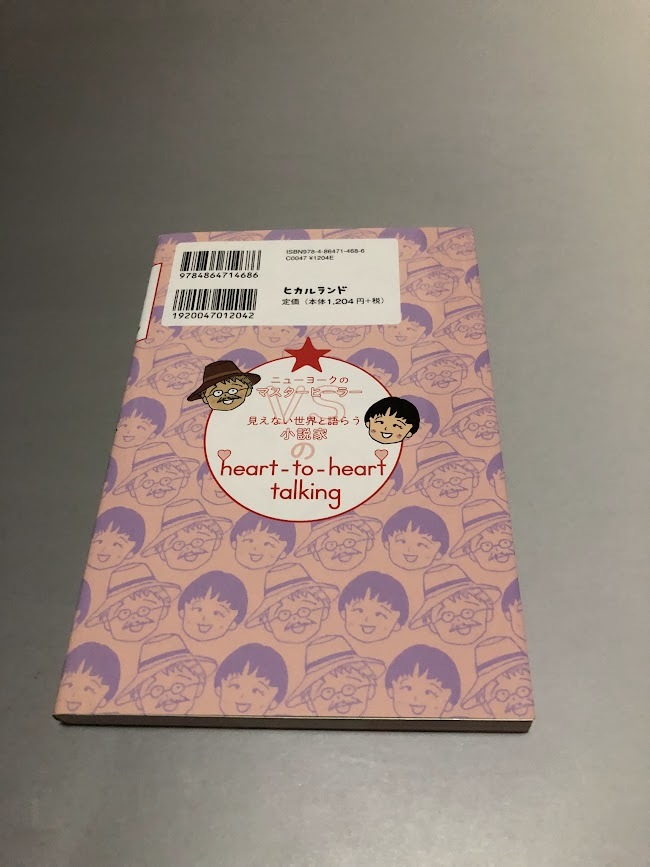 ISBN978-4-86471-468-6
C0047 ¥1204E
9784864714686
ヒカルランド
定価（本体1,204円+税）
1920047012042
ニューヨークの
マスターヒーラー
VS
見えない世界と語らう
小説家
の
heart-to-heart
talking